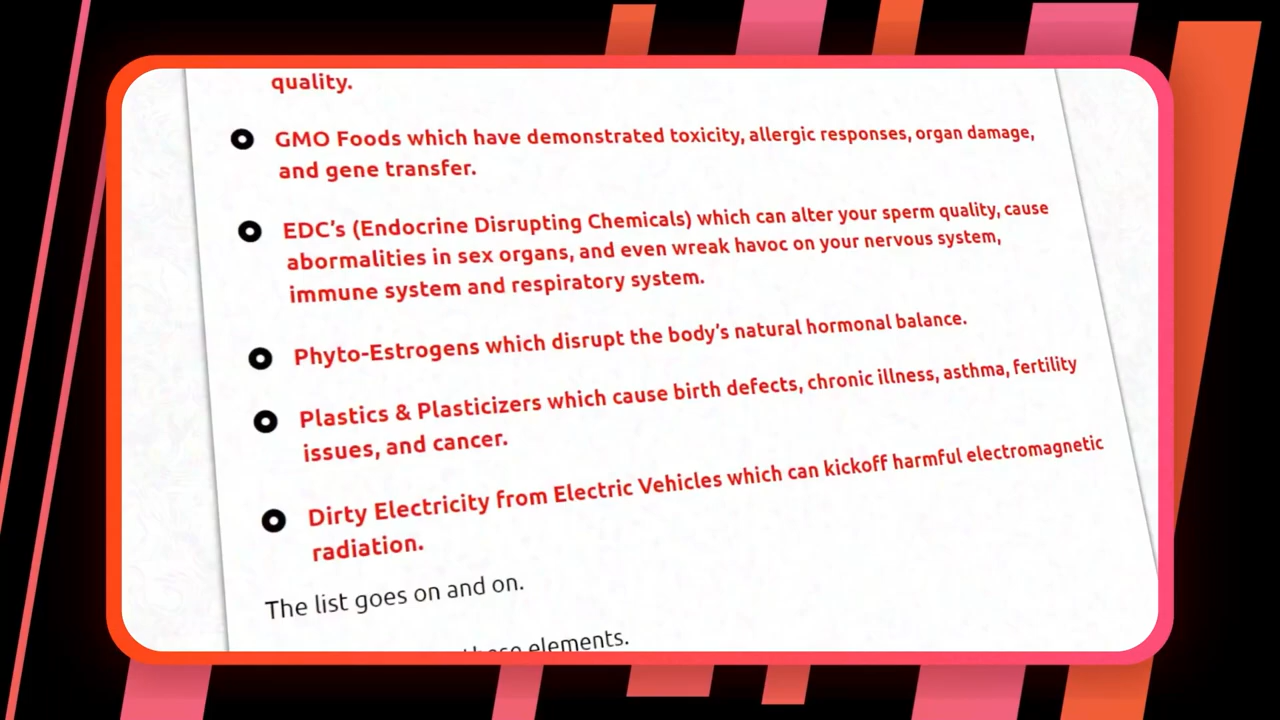 quality.
GMO Foods which have demonstrated toxicity, allergic responses, organ damage,
and gene transfer.
EDC's (Endocrine Disrupting Chemicals) which can alter your sperm quality, cause
abormalities in sex organs, and even wreak havoc on your nervous system,
immune system and respiratory system.
Phyto-Estrogens which disrupt the body's natural hormonal balance.
Plastics & Plasticizers which cause birth defects, chronic illness, asthma, fertility
issues, and cancer.
Dirty Electricity from Electric Vehicles which can kickoff harmful electromagnetic
radiation.
The list goes on and on.
elements.